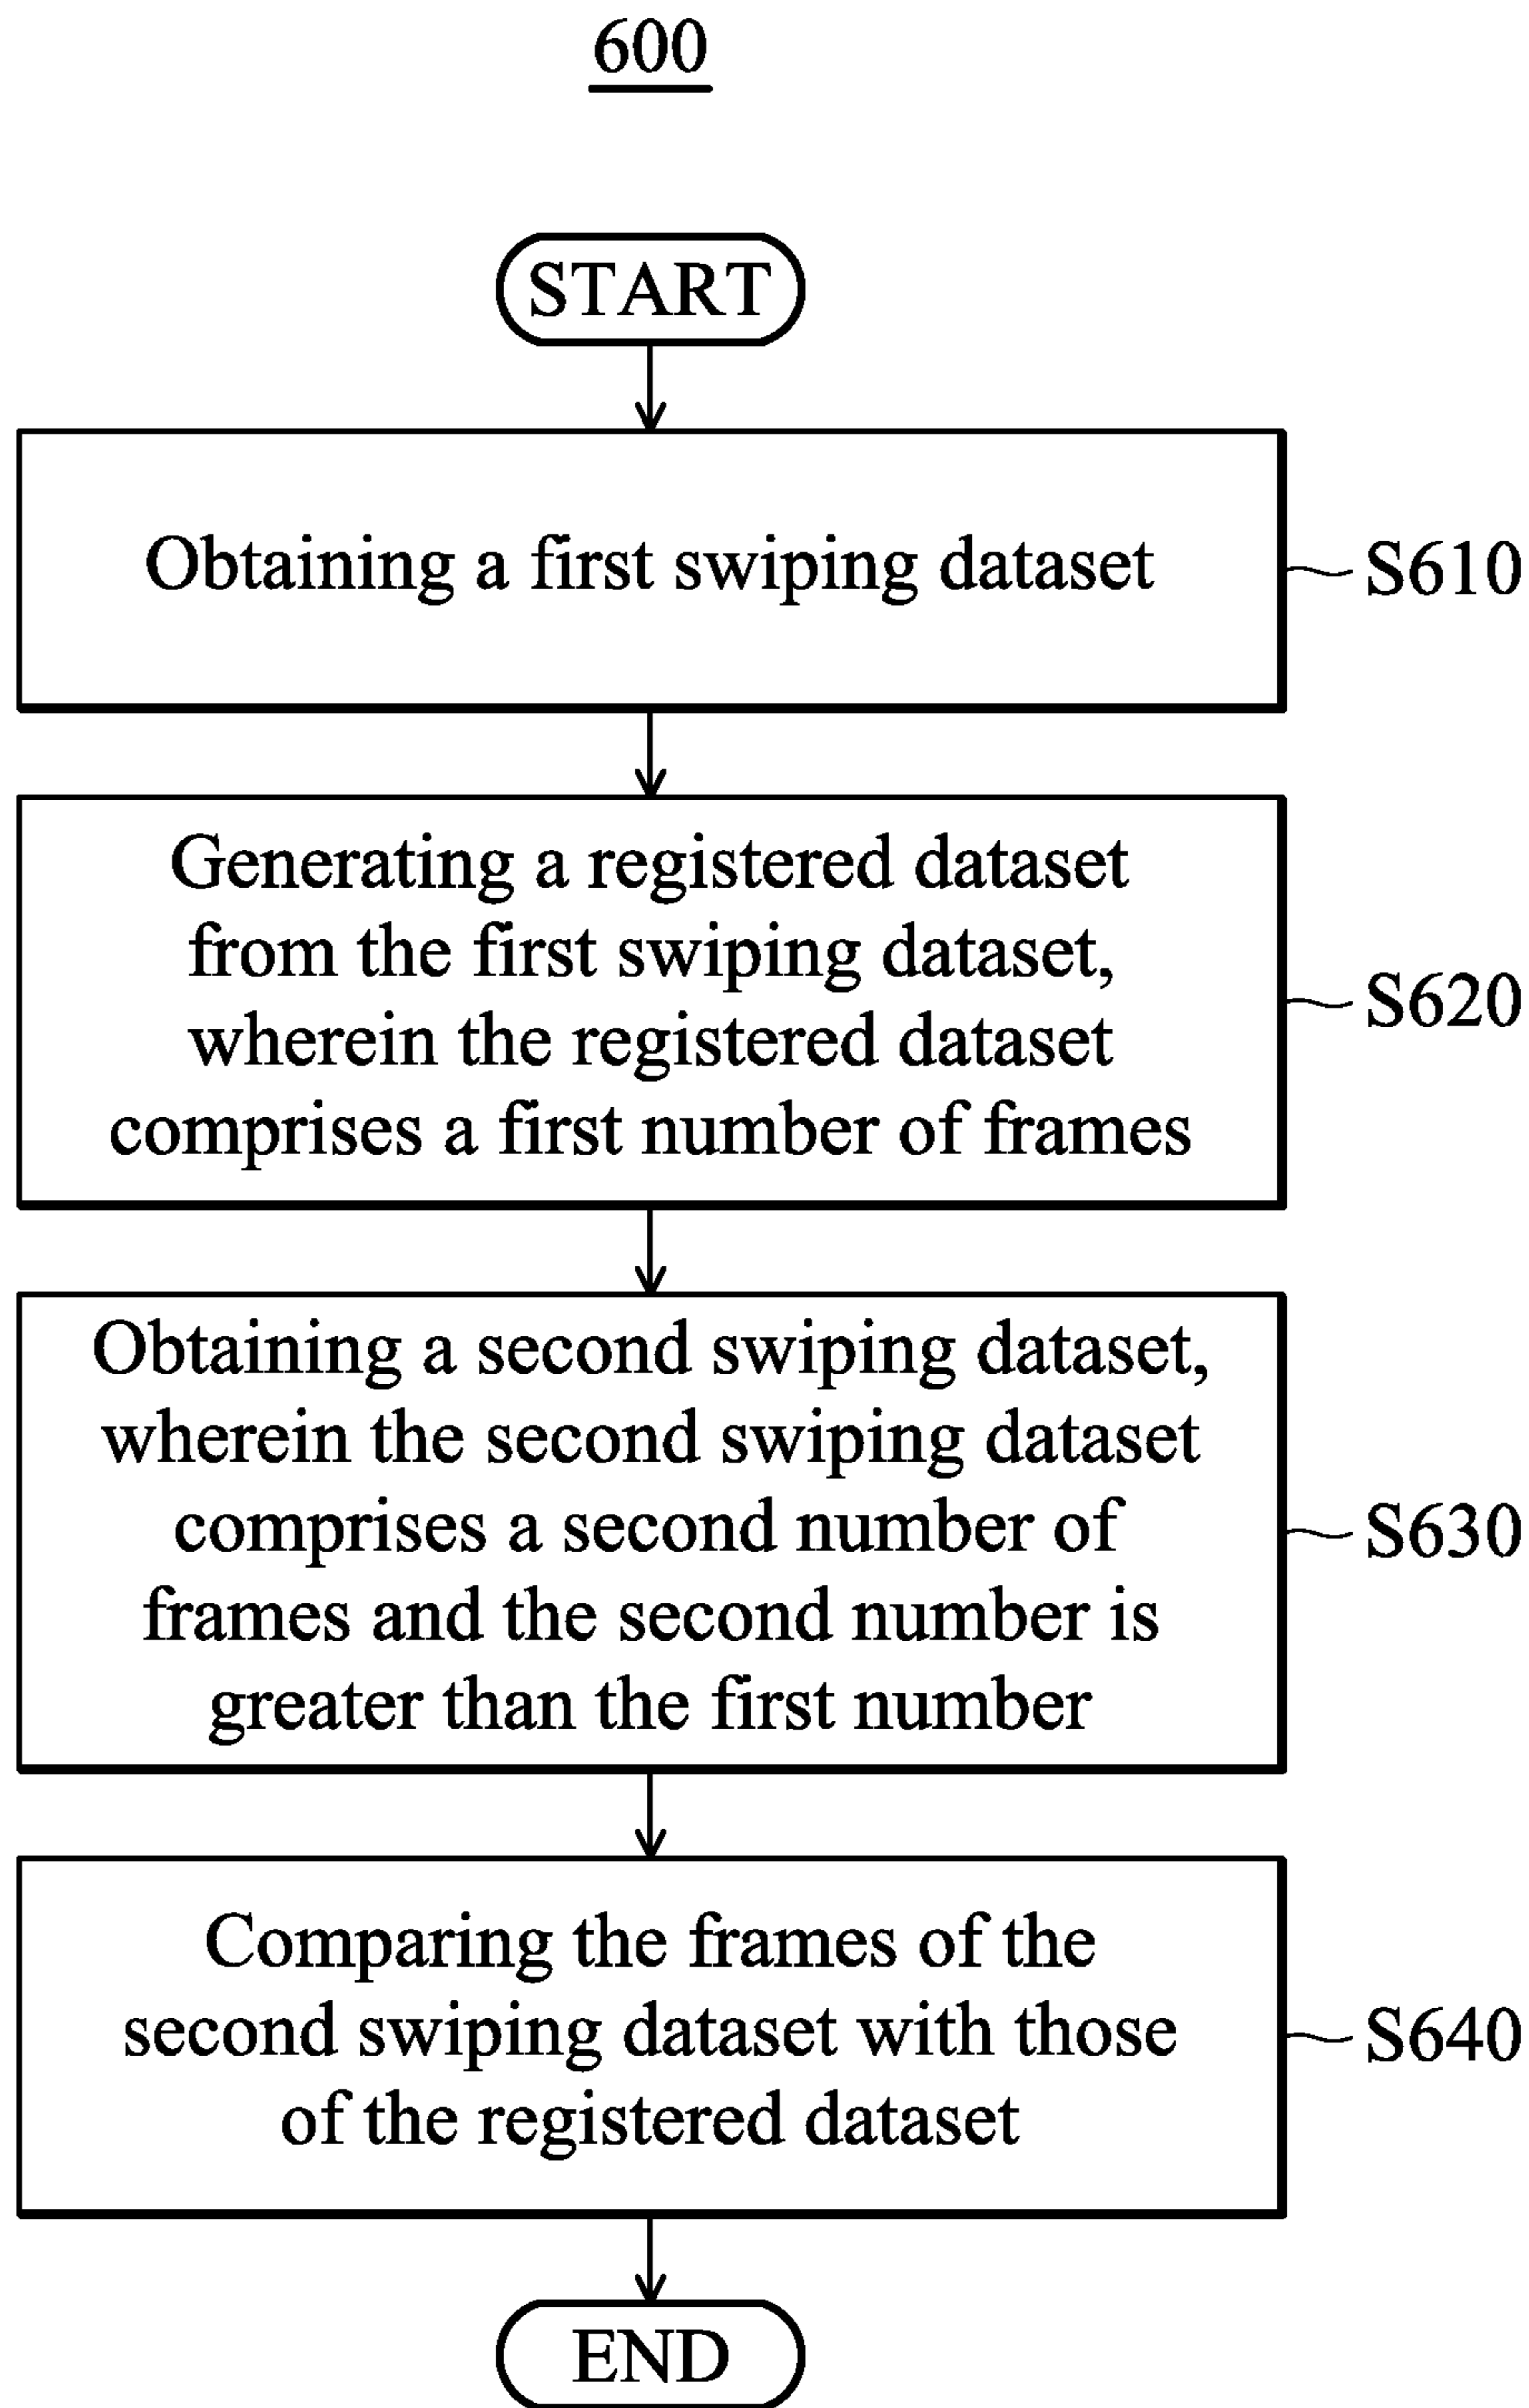 600
START
Obtaining a first swiping dataset
S610
Generating a registered dataset
from the first swiping dataset,
wherein the registered dataset
comprises a first number of frames
S620
Obtaining a second swiping dataset,
wherein the second swiping dataset
comprises a second number of
frames and the second number is
greater than the first number
S630
Comparing the frames of the
second swiping dataset with those
of the registered dataset
S640
END